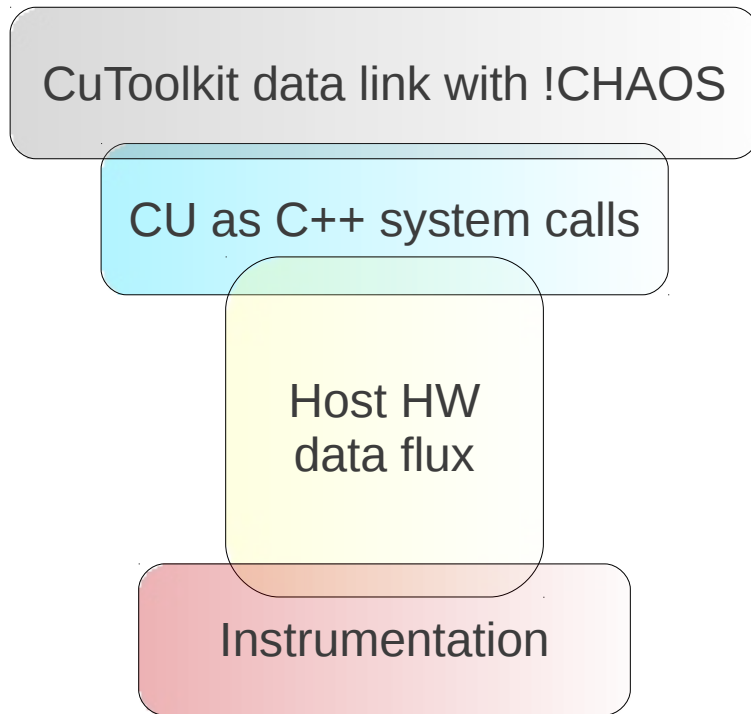 CuToolkit data link with !CHAOS
CU as C++ system calls
Host HW
data flux
Instrumentation